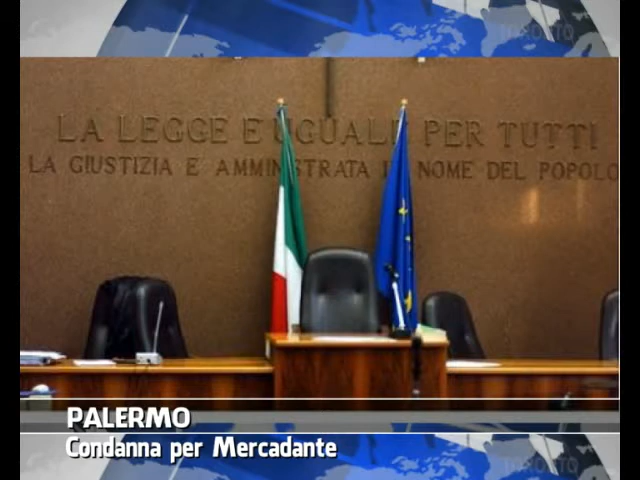 LA LEGGE E UGUALE PER TUTTI
LA GIUSTIZIA E AMMINISTRATA IN NOME DEL POPOLO
PALERMO
Condanna per Mercadante